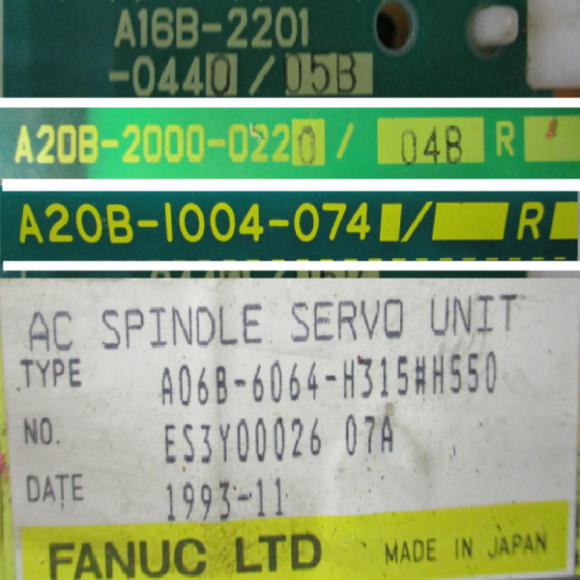 A16B-2201
-0440/05B
A20B-2000-0220 / 04B R
A20B-1004-074 / R
AC SPINDLE SERVO UNIT
TYPE A06B-6064-H315#H550
NO. ES3Y00026 07A
DATE 1993-11
FANUC LTD MADE IN JAPAN